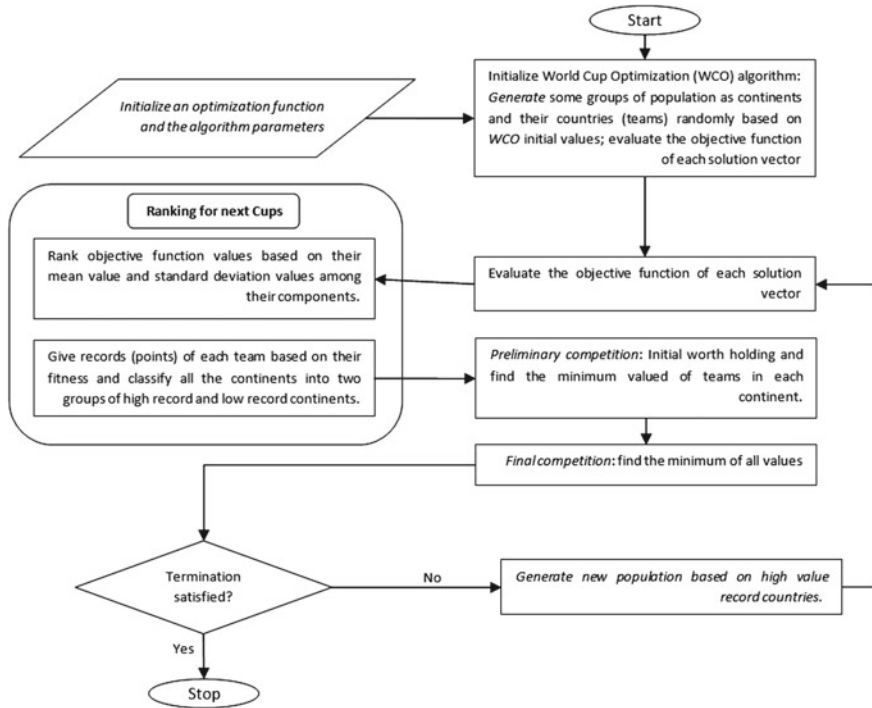 Start
Initialize an optimization function
and the algorithm parameters
Initialize World Cup Optimization (WCO) algorithm:
Generate some groups of population as continents
and their countries (teams) randomly based on
WCO initial values; evaluate the objective function
of each solution vector
Ranking for next Cups
Rank objective function values based on their
mean value and standard deviation values among
their components.
Evaluate the objective function of each solution
vector
Give records (points) of each team based on their
fitness and classify all the continents into two
groups of high record and low record continents.
Preliminary competition: Initial worth holding and
find the minimum valued of teams in each
continent.
Final competition: find the minimum of all values
Termination
satisfied?
No
Generate new population based on high value
record countries.
Yes
Stop